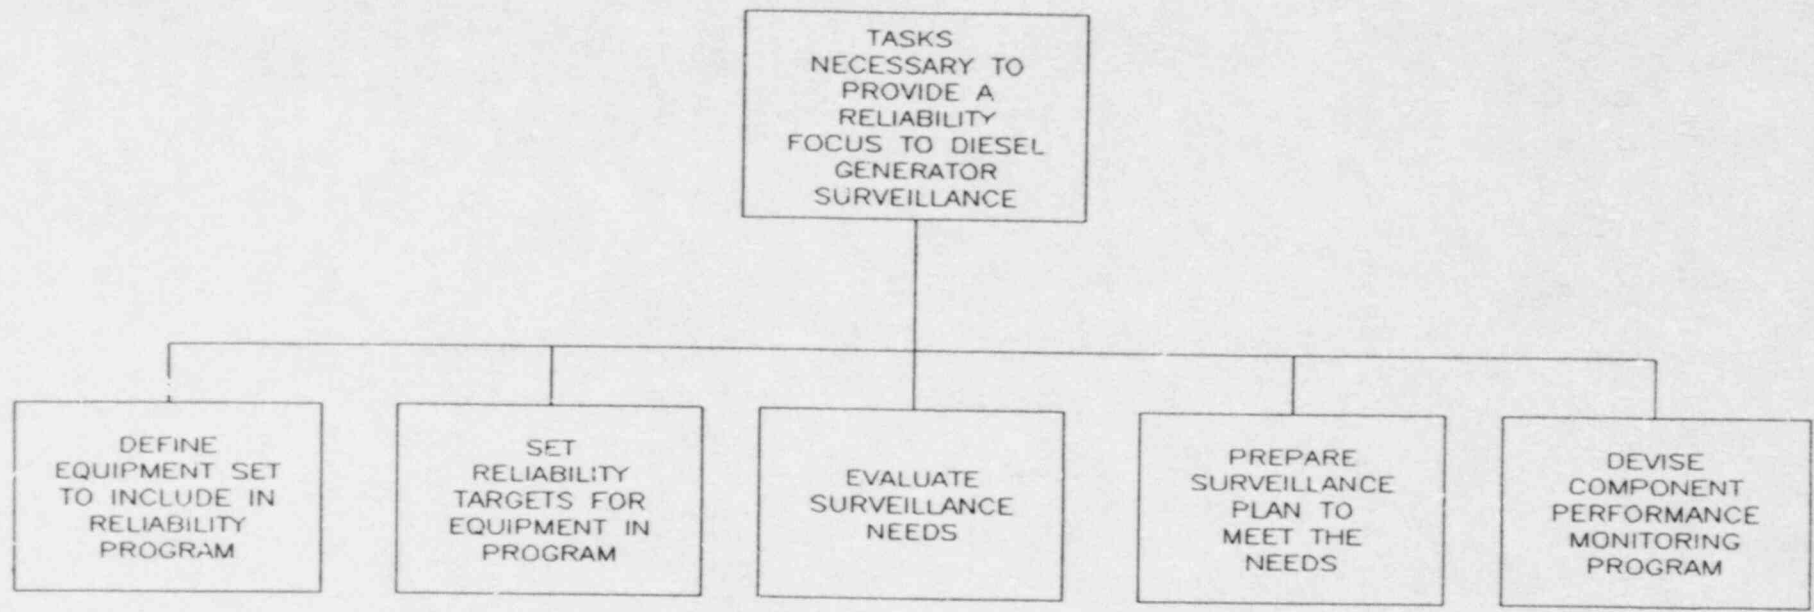 TASKS
NECESSARY TO
PROVIDE A
RELIABILITY
FOCUS TO DIESEL
GENERATOR
SURVEILLANCE
DEFINE
EQUIPMENT SET
TO INCLUDE IN
RELIABILITY
PROGRAM
SET
RELIABILITY
TARGETS FOR
EQUIPMENT IN
PROGRAM
EVALUATE
SURVEILLANCE
NEEDS
PREPARE
SURVEILLANCE
PLAN TO
MEET THE
NEEDS
DEVISE
COMPONENT
PERFORMANCE
MONITORING
PROGRAM